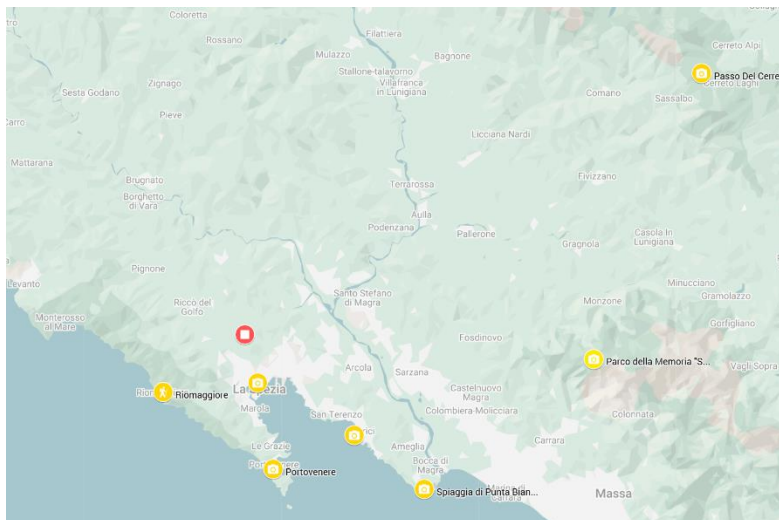 Coloretta
Filattiera
Rossano
Mulazzo
Bagnone
Cerreto Alpi
Stallone-talavorno
Passo Del Cerre
Villafranca
in Lunigiana
Cerreto Laghi
Zignago
Sesta Godano
Comano
Sassalbo
Pieve
Carro
Licciana Nardi
Mattarana
Brugnato
Terrarossa
Fivizzano
Borghetto
di Vara
Aulla
Podenzana
Pallerone
Casola In
Lunigiana
Gragnola
Pignone
Levanto
Minucciano
Gramolazzo
Santo Stefano
di Magra
Ricco del
Golfo
Monzone
Monterosso
al Mare
Gorfigliano
Fosdinovo
Parco della Memoria "S...
Vagli Sopra
Arcola
Sarzana
Riomaggiore
Castelnuovo
Magra
Marola
San Terenzo
Colombiera Molicciara
Colonnata
Carrara
Le Grazie
Ameglia
Bocca di
Magra
Portovenere
Spiaggia di Punta Bian...
Massa